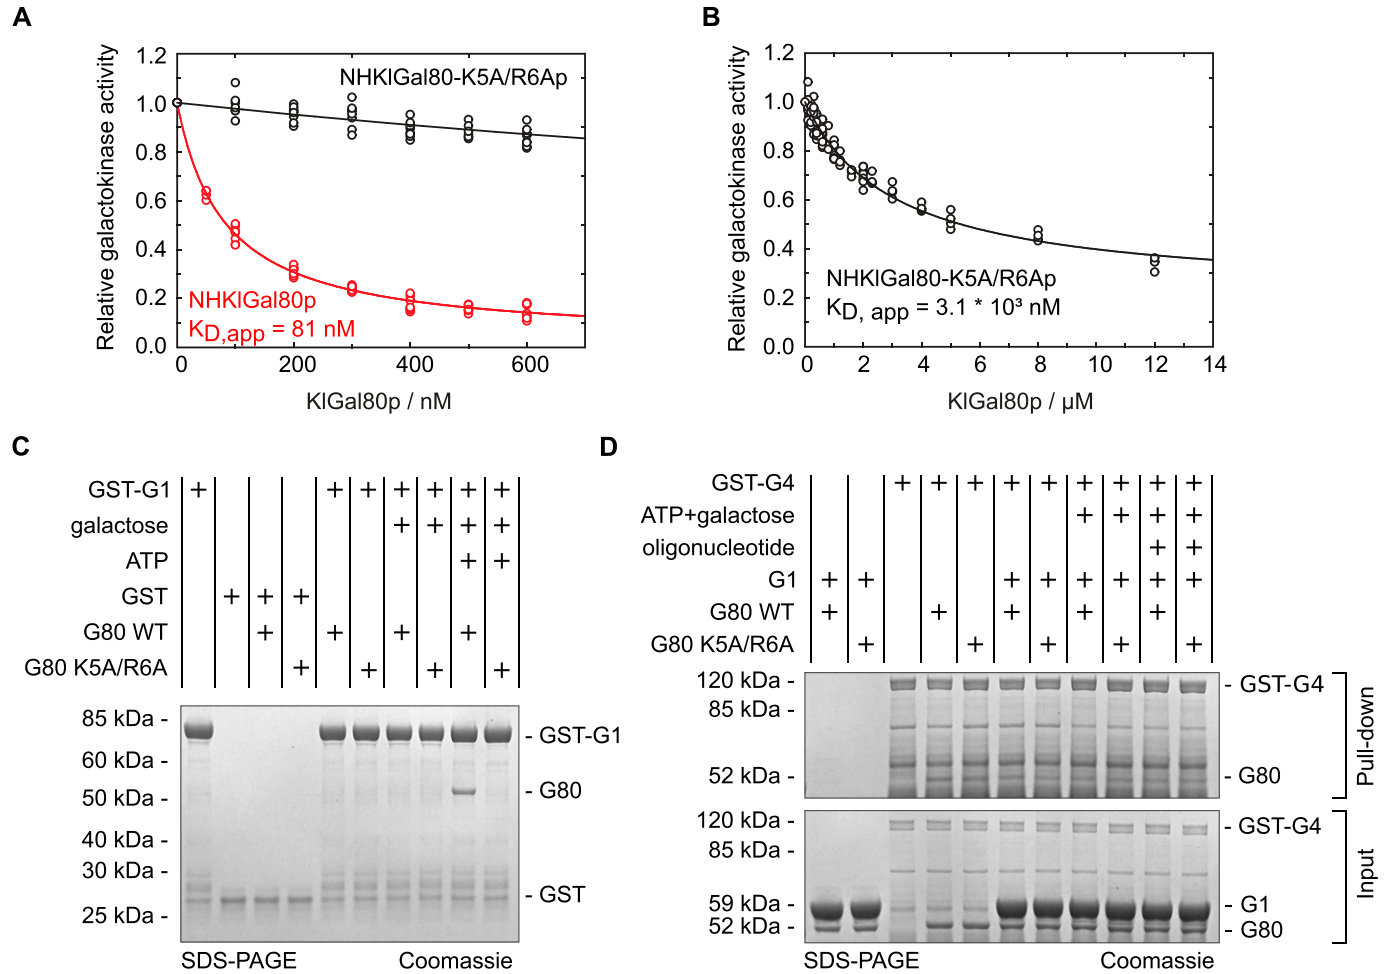 A
Relative galactokinase activity
1.2
1.0
0.8
0.6
0.4
0.2
0.0
NHKlGal80-K5A/R6Ap
NHKlGal80p
KD,app = 81 nM
0 200 400 600
KlGal80p / nM
B
Relative galactokinase activity
1.2
1.0
0.8
0.6
0.4
0.2
0.0
NHKlGal80-K5A/R6Ap
KD, app = 3.1 * 10³ nM
0 2 4 6 8 10 12 14
KlGal80p / µM
C
GST-G1 + + + + + + +
galactose + + + +
ATP + +
GST + + +
G80 WT + + + +
G80 K5A/R6A + + + +
85 kDa -
60 kDa -
50 kDa -
40 kDa -
30 kDa -
25 kDa -
- GST-G1
- G80
- GST
SDS-PAGE Coomassie
D
GST-G4 + + + + + + + + +
ATP+galactose + + + +
oligonucleotide + +
G1 + + + + + + + +
G80 WT + + + + +
G80 K5A/R6A + + + + +
120 kDa -
85 kDa -
52 kDa -
- GST-G4
- G80
Pull-down
120 kDa -
85 kDa -
59 kDa -
52 kDa -
- GST-G4
- G1
- G80
Input
SDS-PAGE Coomassie